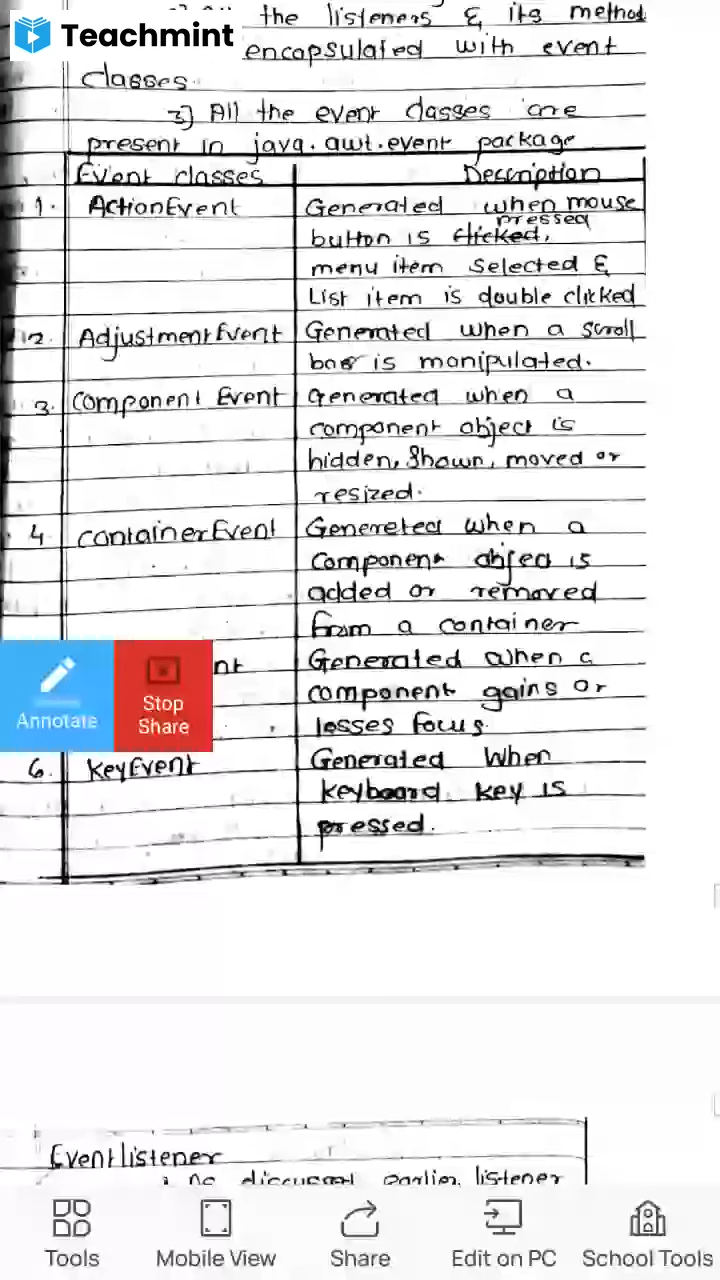 Teachmint
the listeners & its method
encapsulated with event
classes.
3] All the event classes are
present in java.awt.event package
Event classes Description
1. ActionEvent Generated when mouse
pressed
button is clicked,
menu item selected &
List item is double clicked
2. AdjustmentEvent Generated when a scroll
bar is manipulated.
3. Component Event Generated when a
component object is
hidden, Shown, moved or
resized.
4 ContainerEvent Genereted when a
component object is
added or removed
from a container
nt Generated when a
component gains or
losses focus.
6. KeyEvent Generated When
keyboard key is
pressed.
Annotate
Stop
Share
Eventlistener
discussed earlier listener
Tools Mobile View Share Edit on PC School Tools